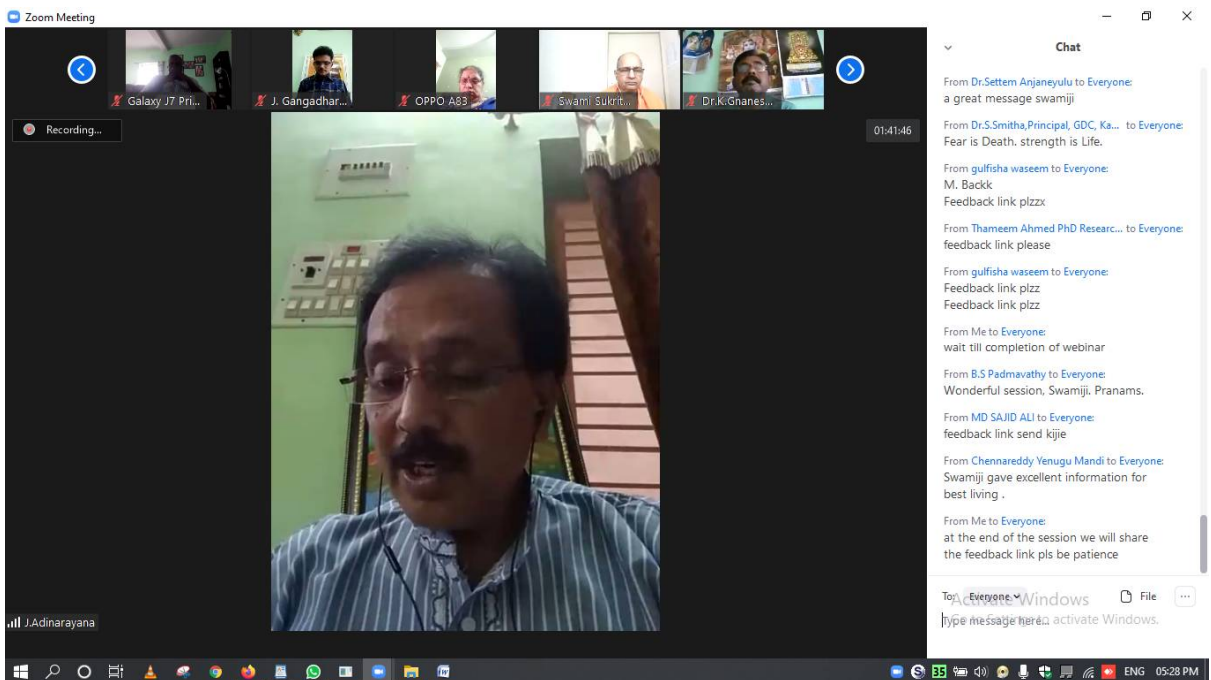 Zoom Meeting
Galaxy J7 Pri...
J. Gangadhar...
OPPO A83
Swami Sukrit...
Dr.K.Gnanes...
Recording...
01:41:46
J.Adinarayana
Chat
From Dr.Settem Anjaneyulu to Everyone:
a great message swamiji
From Dr.S.Smitha,Principal, GDC, Ka... to Everyone:
Fear is Death. strength is Life.
From gulfisha waseem to Everyone:
M. Backk
Feedback link plzzx
From Thameem Ahmed PhD Researc... to Everyone:
feedback link please
From gulfisha waseem to Everyone:
Feedback link plzz
Feedback link plzz
From Me to Everyone:
wait till completion of webinar
From B.S Padmavathy to Everyone:
Wonderful session, Swamiji. Pranams.
From MD SAJID ALI to Everyone:
feedback link send kijie
From Chennareddy Yenugu Mandi to Everyone:
Swamiji gave excellent information for
best living .
From Me to Everyone:
at the end of the session we will share
the feedback link pls be patience
To: Everyone
File
Activate Windows
Type message here...
Go to Settings to activate Windows.
35
ENG 05:28 PM